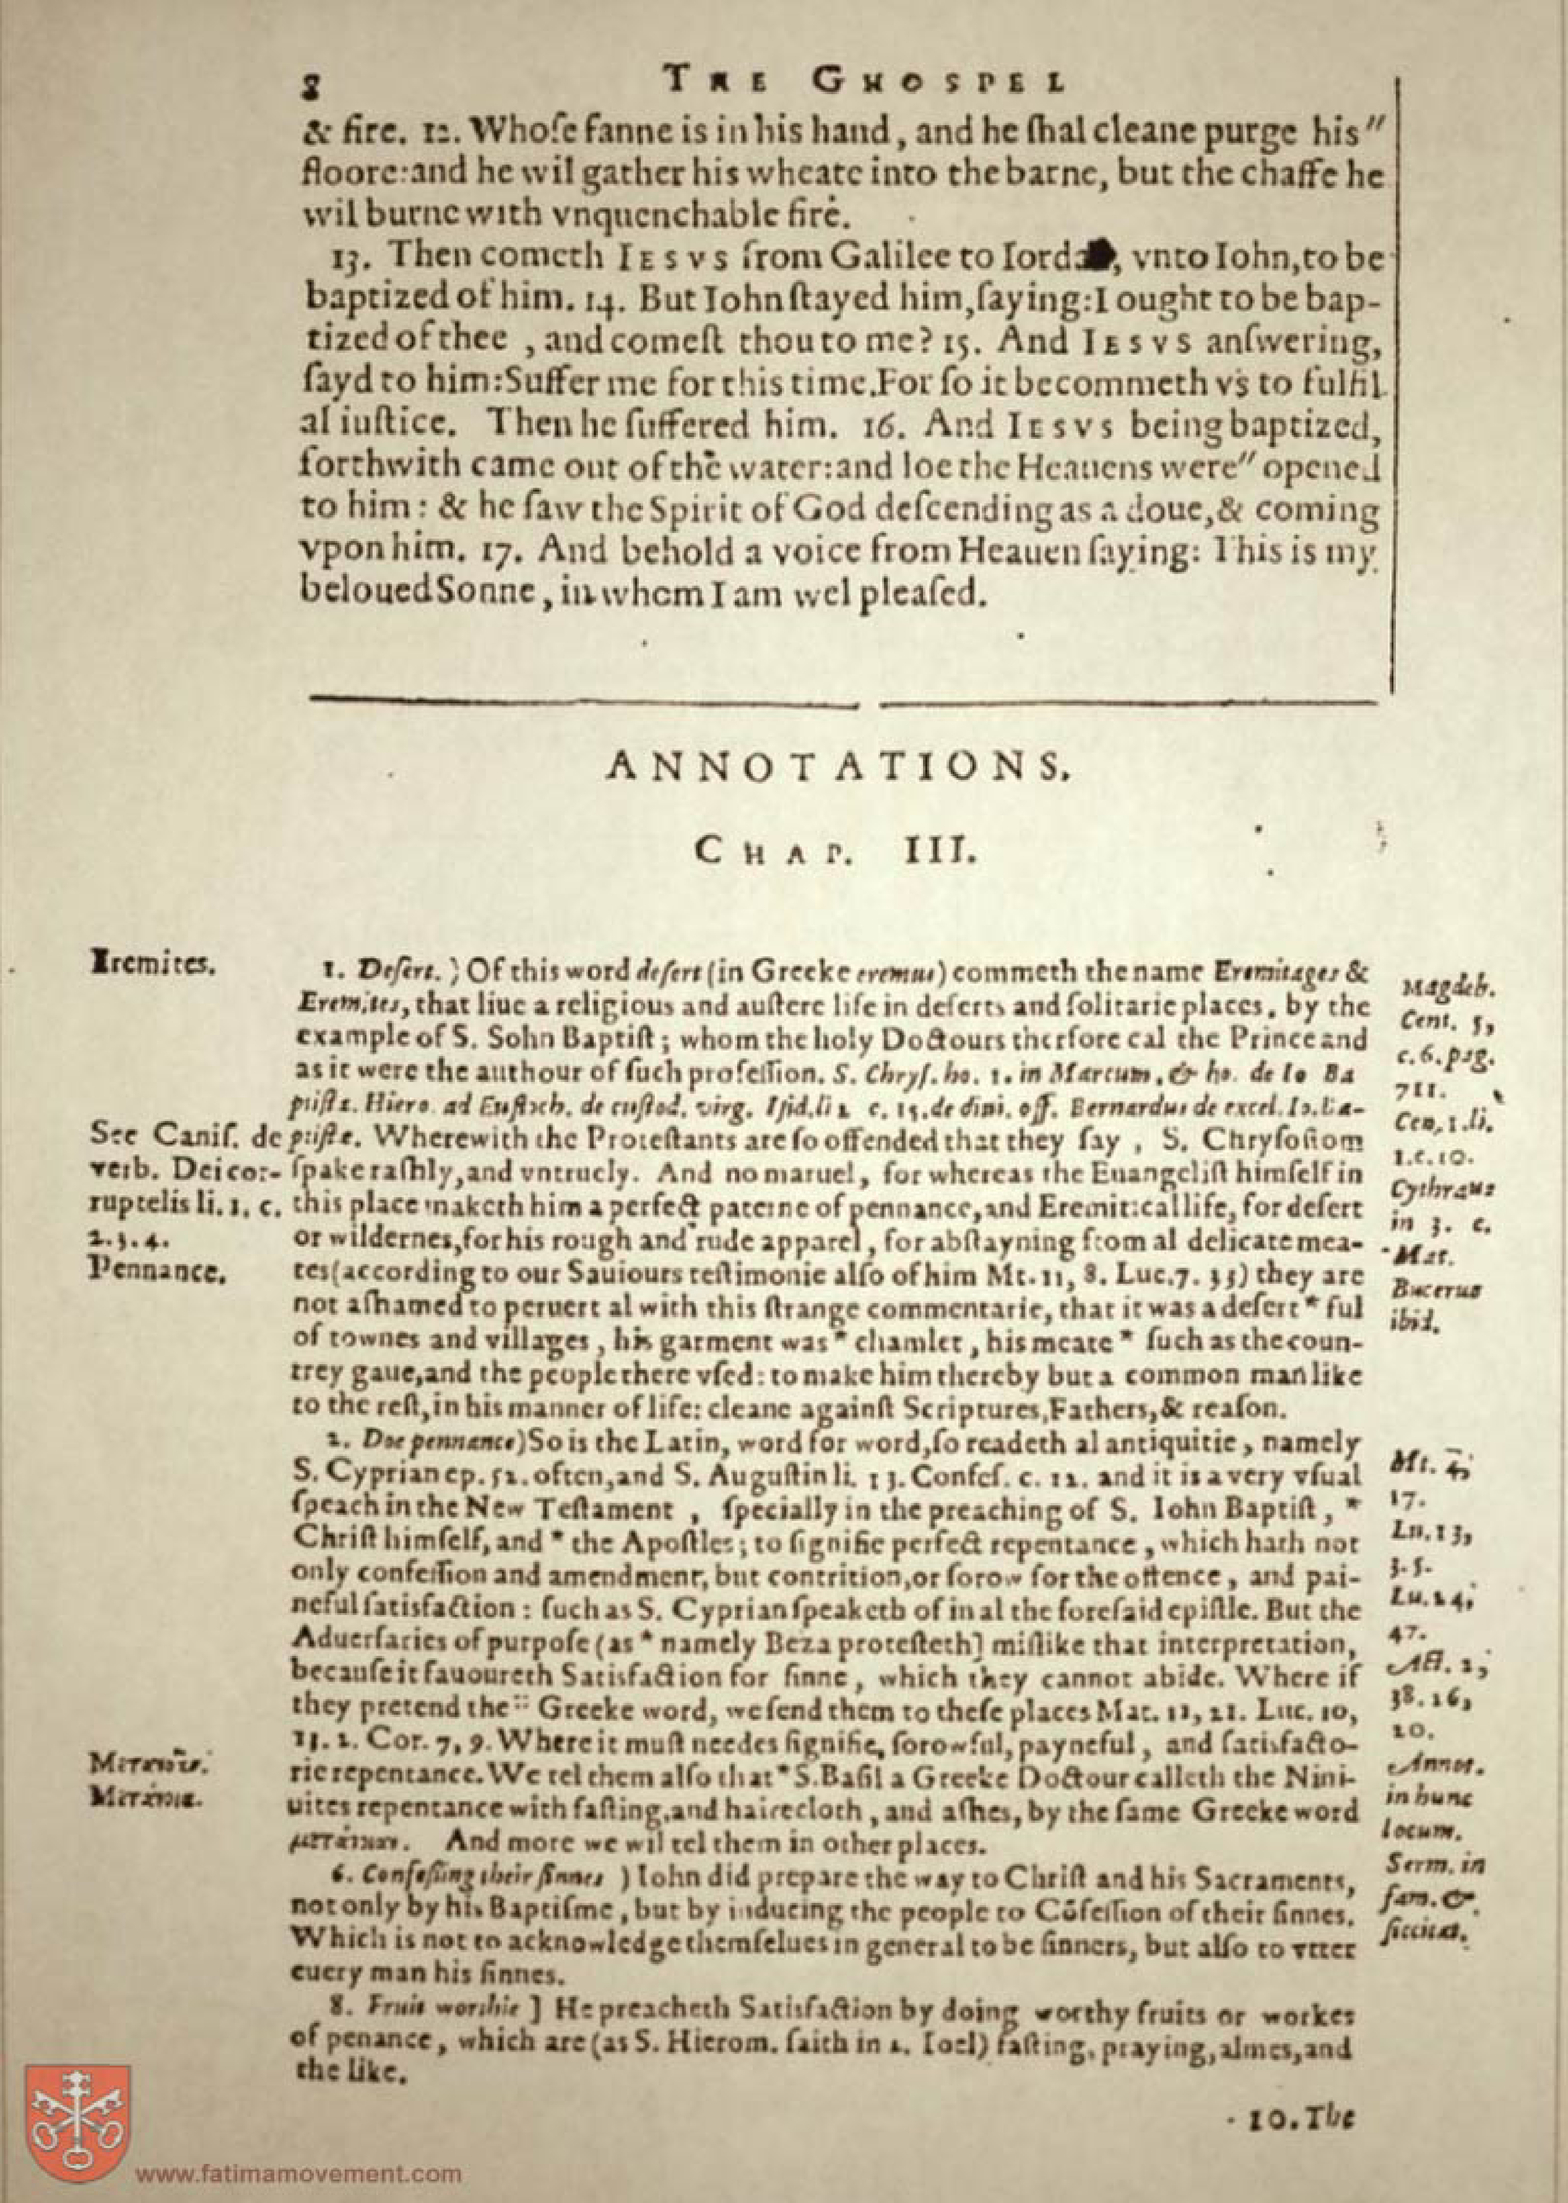 8 THE GHOSPEL
& fire. 12. Whoſe fanne is in his hand, and he ſhal cleane purge his"
floore:and he wil gather his wheate into the barne, but the chaffe he
wil burne with vnquenchable fire.
13. Then cometh IESVS from Galilee to Iorda, vnto Iohn, to be
baptized of him. 14. But Iohn ſtayed him, ſaying: I ought to be bap-
tized of thee, and comeſt thou to me? 15. And IESVS anſwering,
ſayd to him: Suffer me for this time. For ſo it becommeth vs to fulfil
al iuſtice. Then he ſuffered him. 16. And IESVS being baptized,
forthwith came out of the water: and loe the Heauens were" opened
to him: & he ſaw the Spirit of God deſcending as a doue, & coming
vpon him. 17. And behold a voice from Heauen ſaying: This is my
beloued Sonne, in whom I am wel pleaſed.
ANNOTATIONS.
CHAP. III.
Eremites.
1. Deſert.) Of this word deſert (in Greeke eremus) commeth the name Eremitages &
Eremites, that liue a religious and auſtere life in deſerts and ſolitarie places, by the
example of S. Sohn Baptiſt; whom the holy Doctours therfore cal the Prince and
as it were the authour of ſuch profeſſion. S. Chryſ. ho. 1. in Marcum, & ho. de Io Ba
ptiſta. Hiero. ad Euſtoch. de cuſtod. virg. Iſid. li 2 c. 15. de diui. off. Bernardus de excel. Io. Ba-
ptiſtæ. Wherewith the Proteſtants are ſo offended that they ſay, S. Chryſoſtom
ſpake raſhly, and vntruely. And no maruel, for whereas the Euangeliſt himſelf in
this place maketh him a perfect paterne of pennance, and Eremitical life, for deſert
or wildernes, for his rough and rude apparel, for abſtayning from al delicate mea-
tes (according to our Sauiours teſtimonie alſo of him Mt. 11, 8. Luc. 7. 33) they are
not aſhamed to peruert al with this ſtrange commentarie, that it was a deſert * ful
of townes and villages, his garment was * chamlet, his meate * ſuch as the coun-
trey gaue, and the people there vſed: to make him thereby but a common man like
to the reſt, in his manner of life: cleane againſt Scriptures, Fathers, & reaſon.
See Caniſ. de
verb. Dei cor-
ruptelis li. 1. c.
2. 3. 4.
Pennance.
Magdeb.
Cent. 5,
c. 6. pag.
711.
Cen, 1. li.
1. c. 10.
Cythræus
in 3. c.
Mat.
Bucerus
ibid.
2. Doe pennance) So is the Latin, word for word, ſo readeth al antiquitie, namely
S. Cyprian ep. 52. often, and S. Auguſtin li. 13. Confeſ. c. 12. and it is a very vſual
ſpeach in the New Teſtament, ſpecially in the preaching of S. Iohn Baptiſt, *
Chriſt himſelf, and * the Apoſtles; to ſignifie perfect repentance, which hath not
only confeſſion and amendment, but contrition, or ſorow for the offence, and pai-
neful ſatisfaction: ſuch as S. Cyprian ſpeaketh of in al the foreſaid epiſtle. But the
Aduerſaries of purpoſe (as * namely Beza proteſteth] miſlike that interpretation,
becauſe it fauoureth Satisfaction for ſinne, which they cannot abide. Where if
they pretend the :: Greeke word, we ſend them to theſe places Mat. 11, 21. Luc. 10,
13. 2. Cor. 7, 9. Where it muſt needes ſignifie, ſorowful, payneful, and ſatisfacto-
rie repentance. We tel them alſo that * S. Baſil a Greeke Doctour calleth the Nini-
uites repentance with faſting, and hairecloth, and aſhes, by the ſame Greeke word
And more we wil tel them in other places.
Mt. 4,
17.
Lu. 13,
3. 5.
Lu. 24,
47.
Act. 2,
38. 26,
20.
Annot.
in hunc
locum.
Serm. in
fam. &
ſiccitat.
6. Confeſſing their ſinnes) Iohn did prepare the way to Chriſt and his Sacraments,
not only by his Baptiſme, but by inducing the people to Cōfeſſion of their ſinnes.
Which is not to acknowledge themſelues in general to be ſinners, but alſo to vtter
euery man his ſinnes.
8. Fruit worthie] He preacheth Satisfaction by doing worthy fruits or workes
of penance, which are (as S. Hierom. ſaith in 2. Ioel) faſting, praying, almes, and
the like.
10. The
www.fatimamovement.com